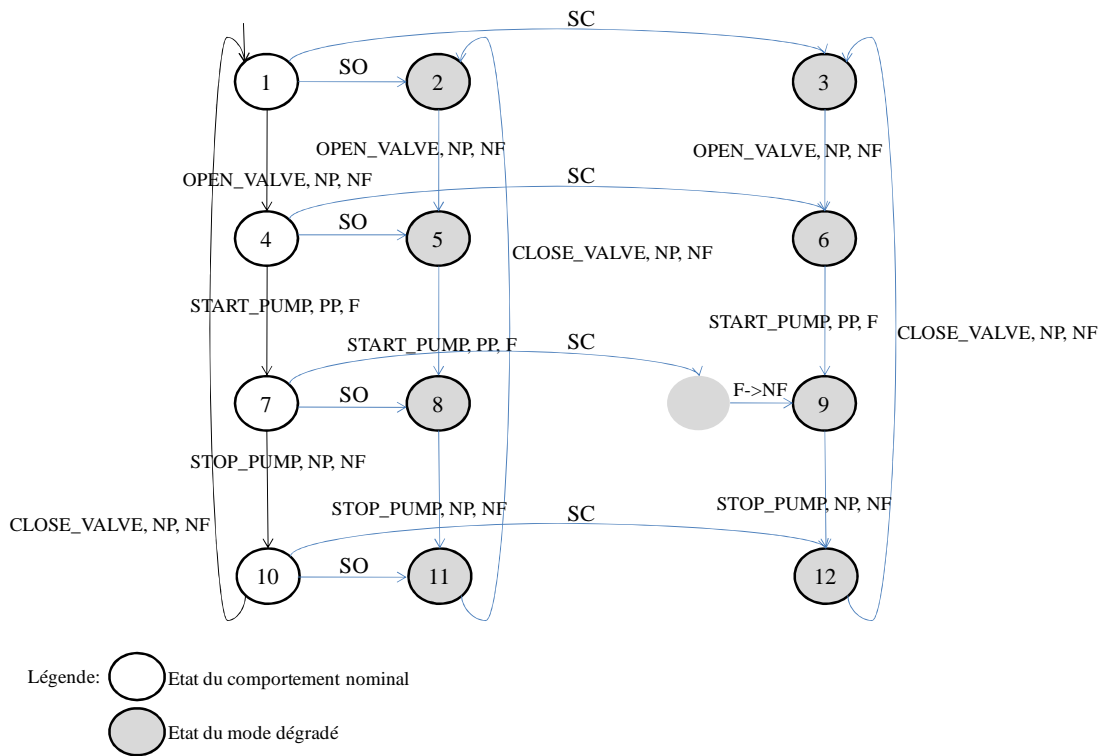 SC
1
SO
2
3
OPEN_VALVE, NP, NF
OPEN_VALVE, NP, NF
OPEN_VALVE, NP, NF
SC
4
SO
5
6
CLOSE_VALVE, NP, NF
START_PUMP, PP, F
START_PUMP, PP, F
START_PUMP, PP, F
CLOSE_VALVE, NP, NF
SC
7
SO
8
F->NF
9
STOP_PUMP, NP, NF
STOP_PUMP, NP, NF
STOP_PUMP, NP, NF
CLOSE_VALVE, NP, NF
SC
10
SO
11
12
Légende:
Etat du comportement nominal
Etat du mode dégradé